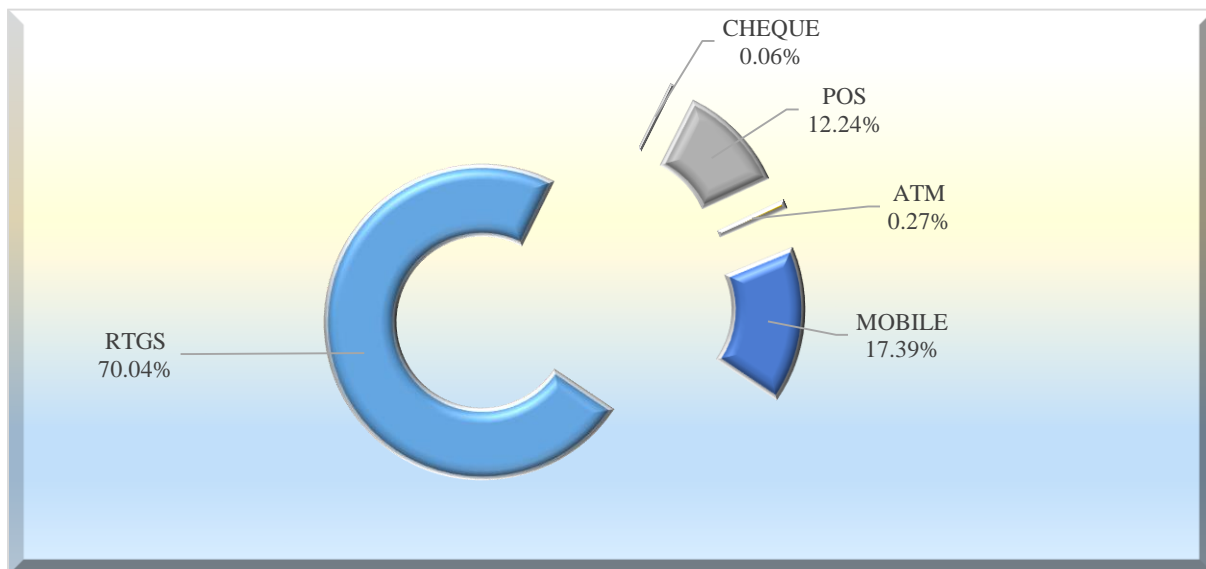 CHEQUE
0.06%
POS
12.24%
ATM
0.27%
MOBILE
17.39%
RTGS
70.04%